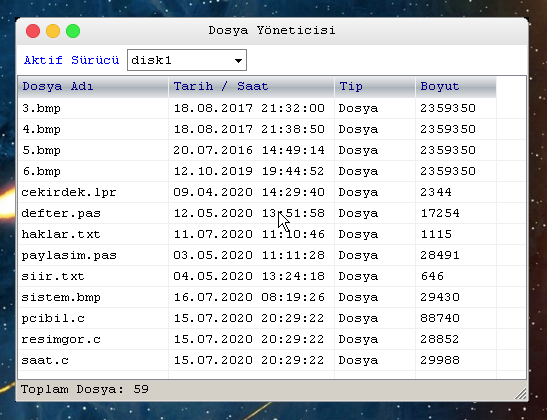 Dosya Yöneticisi
Aktif Sürücü disk1
Dosya Adı Tarih / Saat Tip Boyut
3.bmp 18.08.2017 21:32:00 Dosya 2359350
4.bmp 18.08.2017 21:38:50 Dosya 2359350
5.bmp 20.07.2016 14:49:14 Dosya 2359350
6.bmp 12.10.2019 19:44:52 Dosya 2359350
cekirdek.lpr 09.04.2020 14:29:40 Dosya 2344
defter.pas 12.05.2020 13:51:58 Dosya 17254
haklar.txt 11.07.2020 11:10:46 Dosya 1115
paylasim.pas 03.05.2020 11:11:28 Dosya 28491
siir.txt 04.05.2020 13:24:18 Dosya 646
sistem.bmp 16.07.2020 08:19:26 Dosya 29430
pcibil.c 15.07.2020 20:29:22 Dosya 88740
resimgor.c 15.07.2020 20:29:22 Dosya 28852
saat.c 15.07.2020 20:29:22 Dosya 29988
Toplam Dosya: 59